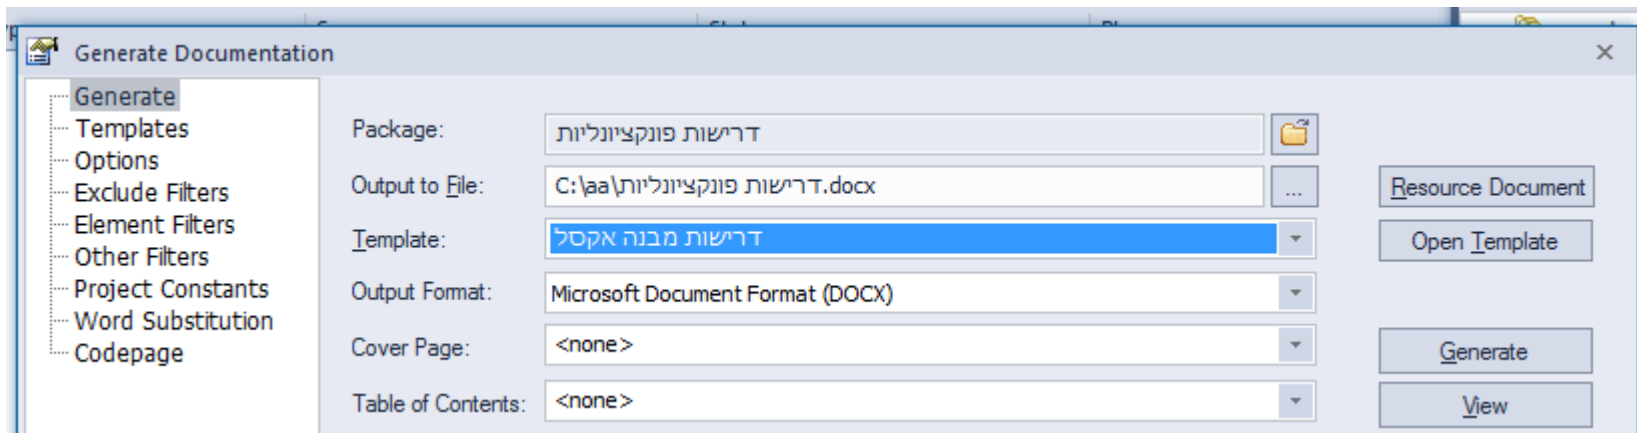 Generate Documentation
Generate
Templates
Options
Exclude Filters
Element Filters
Other Filters
Project Constants
Word Substitution
Codepage
Package: דרישות פונקציונליות
Output to File: C:\aa\דרישות פונקציונליות.docx ... Resource Document
Template: דרישות מבנה אקסל Open Template
Output Format: Microsoft Document Format (DOCX)
Cover Page: <none> Generate
Table of Contents: <none> View